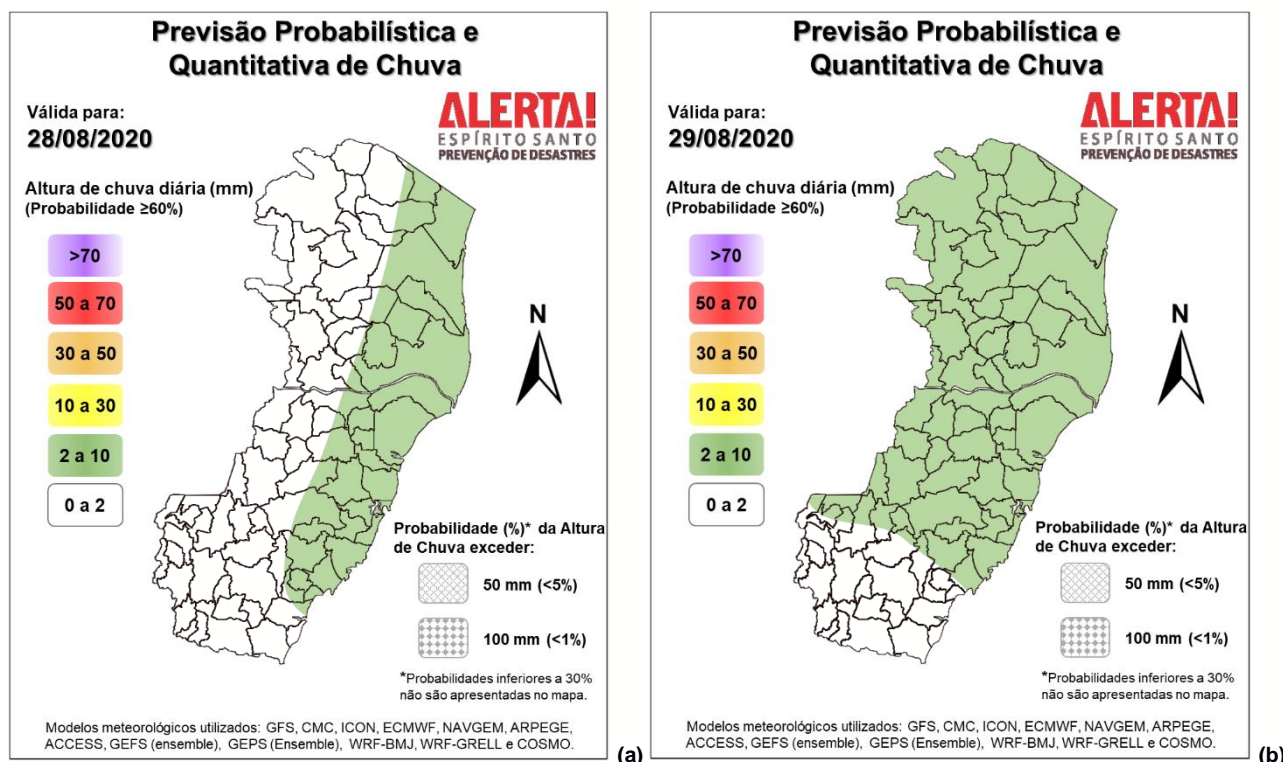 Previsão Probabilística e
Quantitativa de Chuva
Válida para:
28/08/2020
ALERTA!
ESPÍRITO SANTO
PREVENÇÃO DE DESASTRES
Altura de chuva diária (mm)
(Probabilidade ≥60%)
>70
50 a 70
30 a 50
10 a 30
2 a 10
0 a 2
N
Probabilidade (%)* da Altura
de Chuva exceder:
50 mm (<5%)
100 mm (<1%)
*Probabilidades inferiores a 30%
não são apresentadas no mapa.
Modelos meteorológicos utilizados: GFS, CMC, ICON, ECMWF, NAVGEM, ARPEGE,
ACCESS, GEFS (ensemble), GEPS (Ensemble), WRF-BMJ, WRF-GRELL e COSMO.
(a)
Previsão Probabilística e
Quantitativa de Chuva
Válida para:
29/08/2020
ALERTA!
ESPÍRITO SANTO
PREVENÇÃO DE DESASTRES
Altura de chuva diária (mm)
(Probabilidade ≥60%)
>70
50 a 70
30 a 50
10 a 30
2 a 10
0 a 2
N
Probabilidade (%)* da Altura
de Chuva exceder:
50 mm (<5%)
100 mm (<1%)
*Probabilidades inferiores a 30%
não são apresentadas no mapa.
Modelos meteorológicos utilizados: GFS, CMC, ICON, ECMWF, NAVGEM, ARPEGE,
ACCESS, GEFS (ensemble), GEPS (Ensemble), WRF-BMJ, WRF-GRELL e COSMO.
(b)